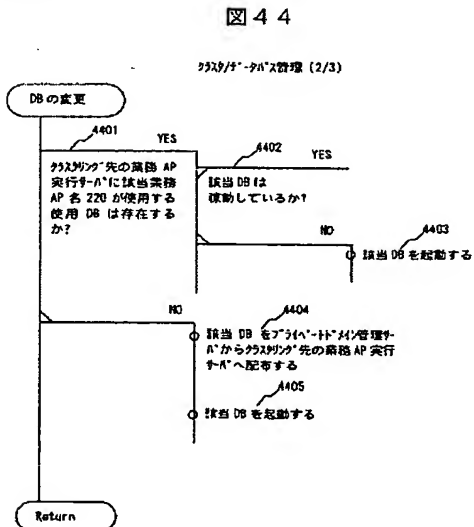 図44
クラスタ/データベース管理 (2/3)
DBの変更
4401
YES
クラスタリング先の業務AP
実行サーバに該当業務
AP名220が使用する
使用DBは存在する
か?
4402
YES
該当DBは
稼動しているか?
NO
4403
該当DBを起動する
NO
4404
該当DBをプライベートドメイン管理サー
バからクラスタリング先の業務AP実行
サーバへ配布する
4405
該当DBを起動する
Return